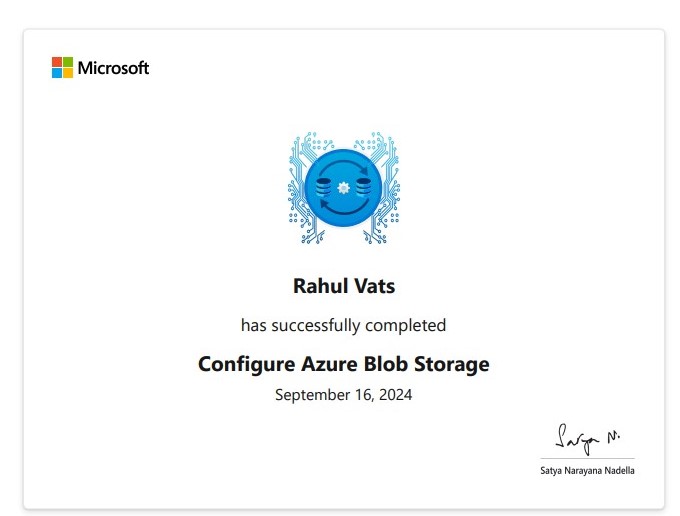 Microsoft
Rahul Vats
has successfully completed
Configure Azure Blob Storage
September 16, 2024
Satya N.
Satya Narayana Nadella